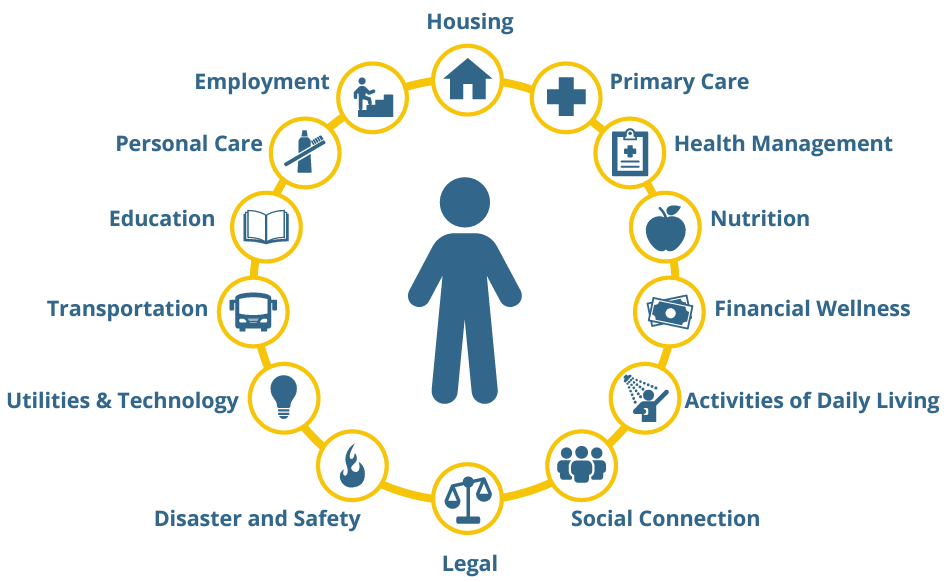 Housing
Employment
Primary Care
Personal Care
Health Management
Education
Nutrition
Transportation
Financial Wellness
Utilities & Technology
Activities of Daily Living
Disaster and Safety
Social Connection
Legal